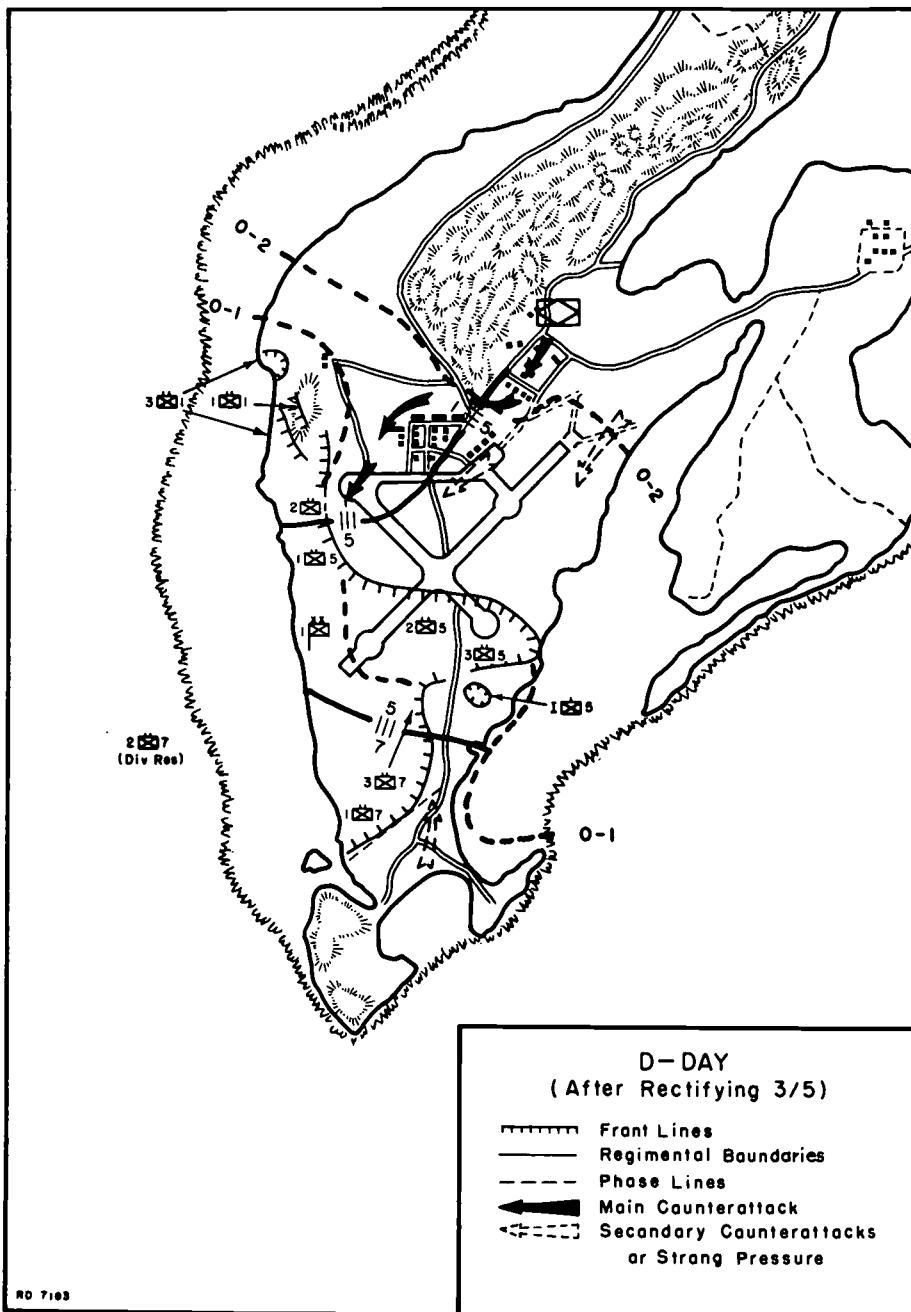 O-2
O-1
3 1
1 1
5
O-2
2
5
1 5
1
2 5
3 5
5
7
1 5
2 7
(Div Res)
3 7
1 7
O-1
D-DAY
(After Rectifying 3/5)
Front Lines
Regimental Boundaries
Phase Lines
Main Counterattack
Secondary Counterattacks
or Strong Pressure
RD 7183